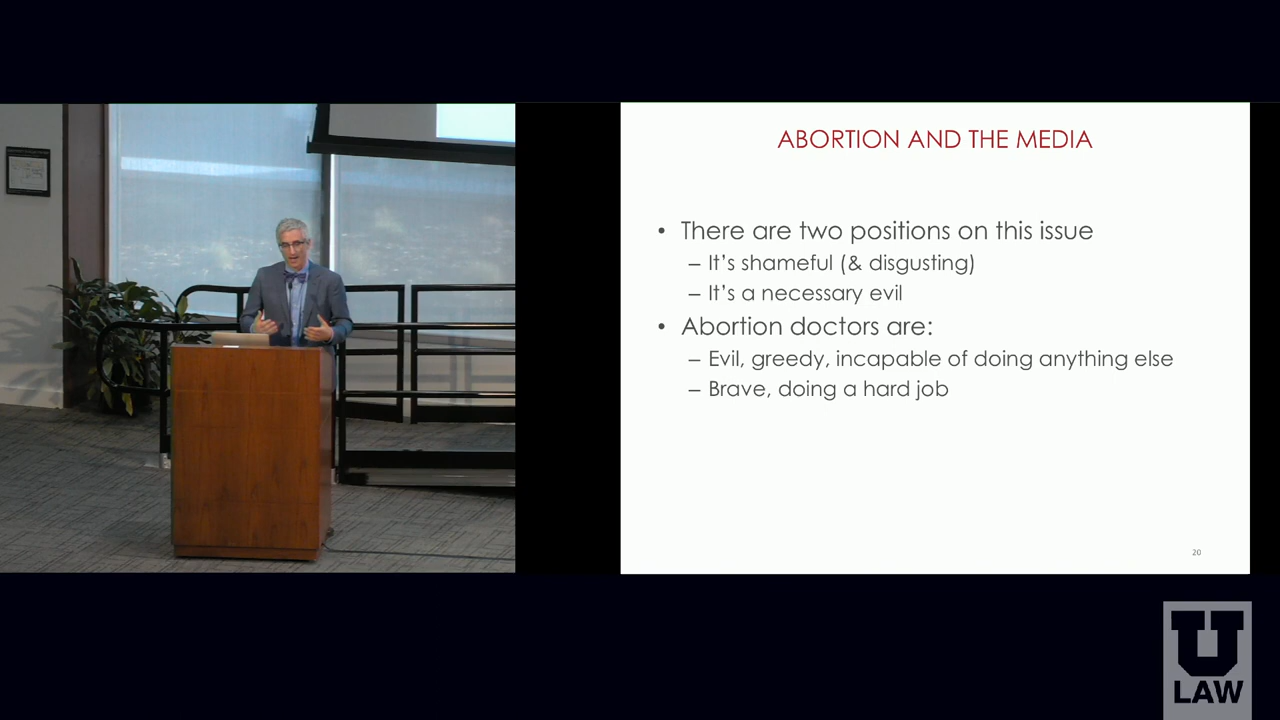 ABORTION AND THE MEDIA
• There are two positions on this issue
– It's shameful (& disgusting)
– It's a necessary evil
• Abortion doctors are:
– Evil, greedy, incapable of doing anything else
– Brave, doing a hard job
20
U
LAW